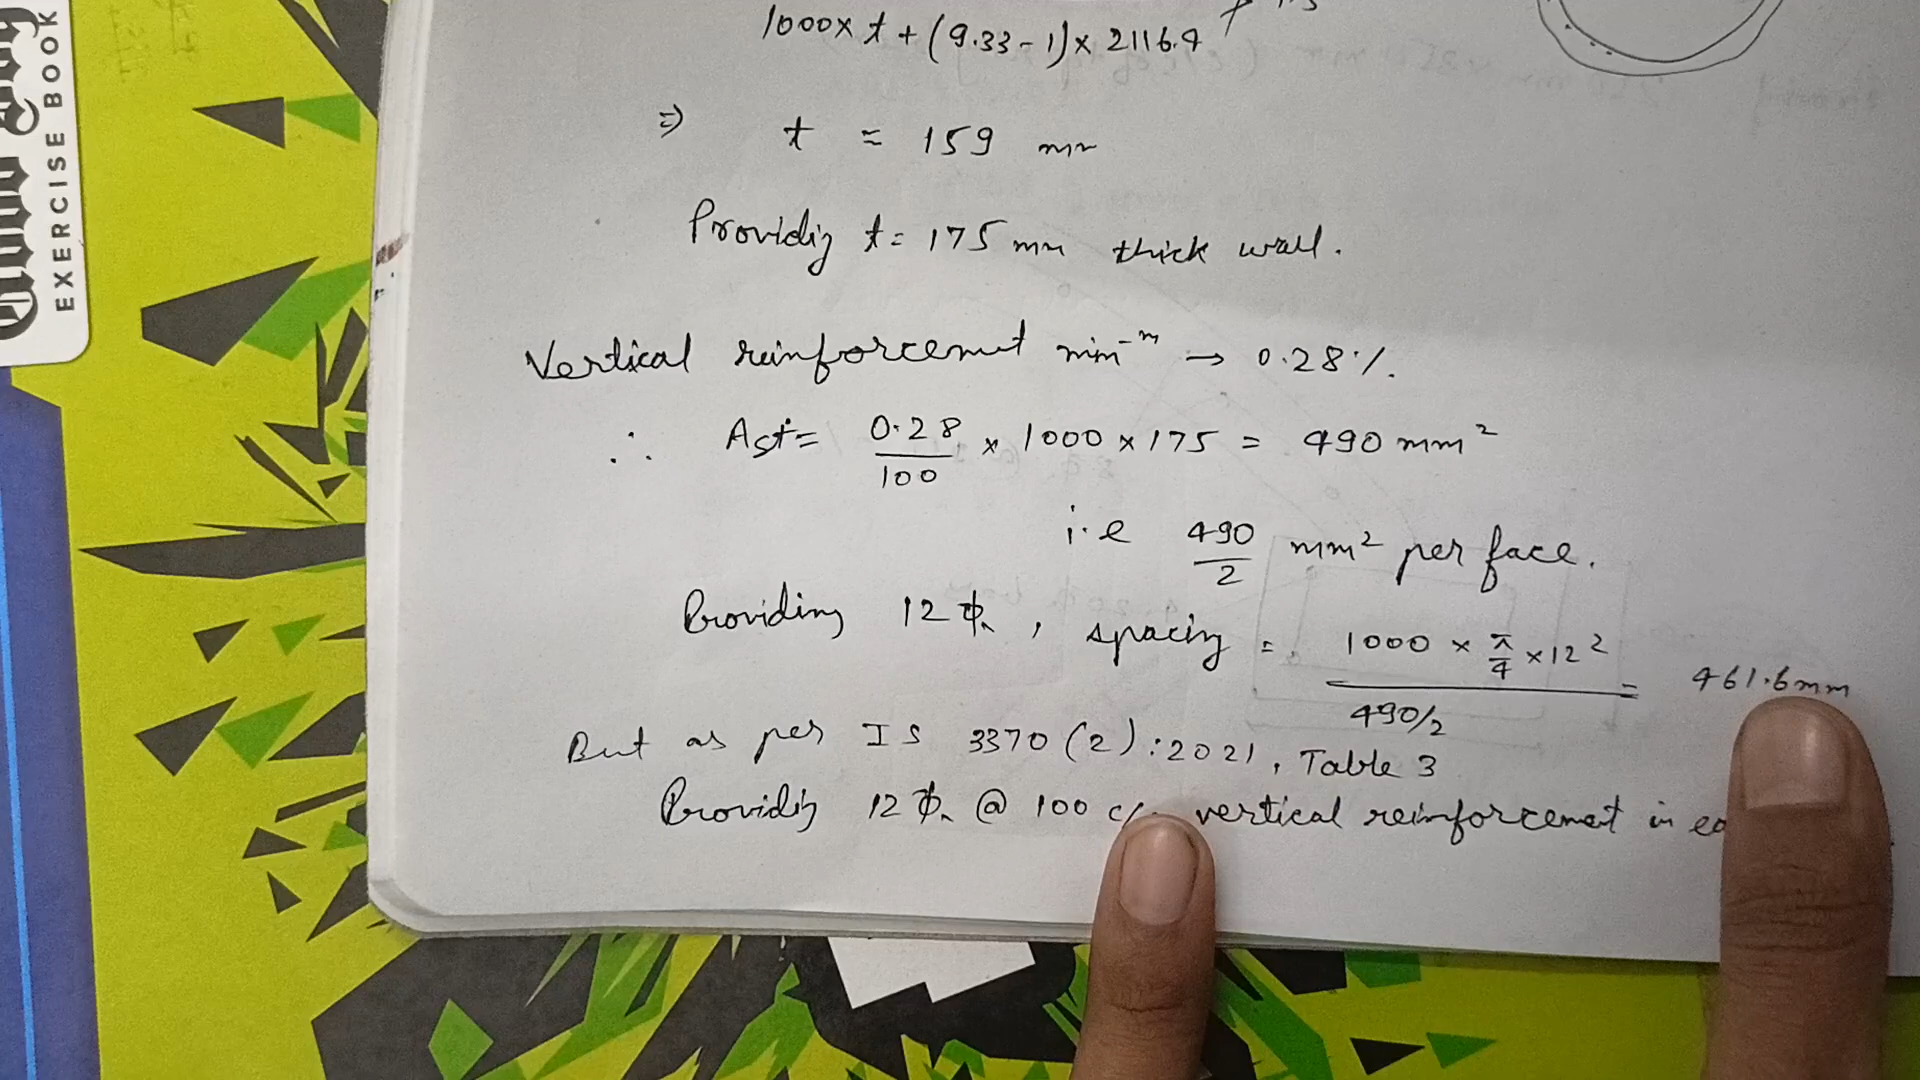 EXERCISE BOOK
1000 x t + (9.33 - 1) x 2116.4
=) t = 159 mm
Providig t = 175 mm thick wall.
Vertical reinforcement min-m → 0.28%.
∴ Ast = 0.28/100 x 1000 x 175 = 490 mm²
i.e 490/2 mm² per face.
Providing 12 ϕ, spacing = 1000 x π/4 x 12² / 490/2 = 461.6mm
But as per IS 3370 (2) : 2021, Table 3
Providig 12 ϕ @ 100 c/ vertical reinforcement in